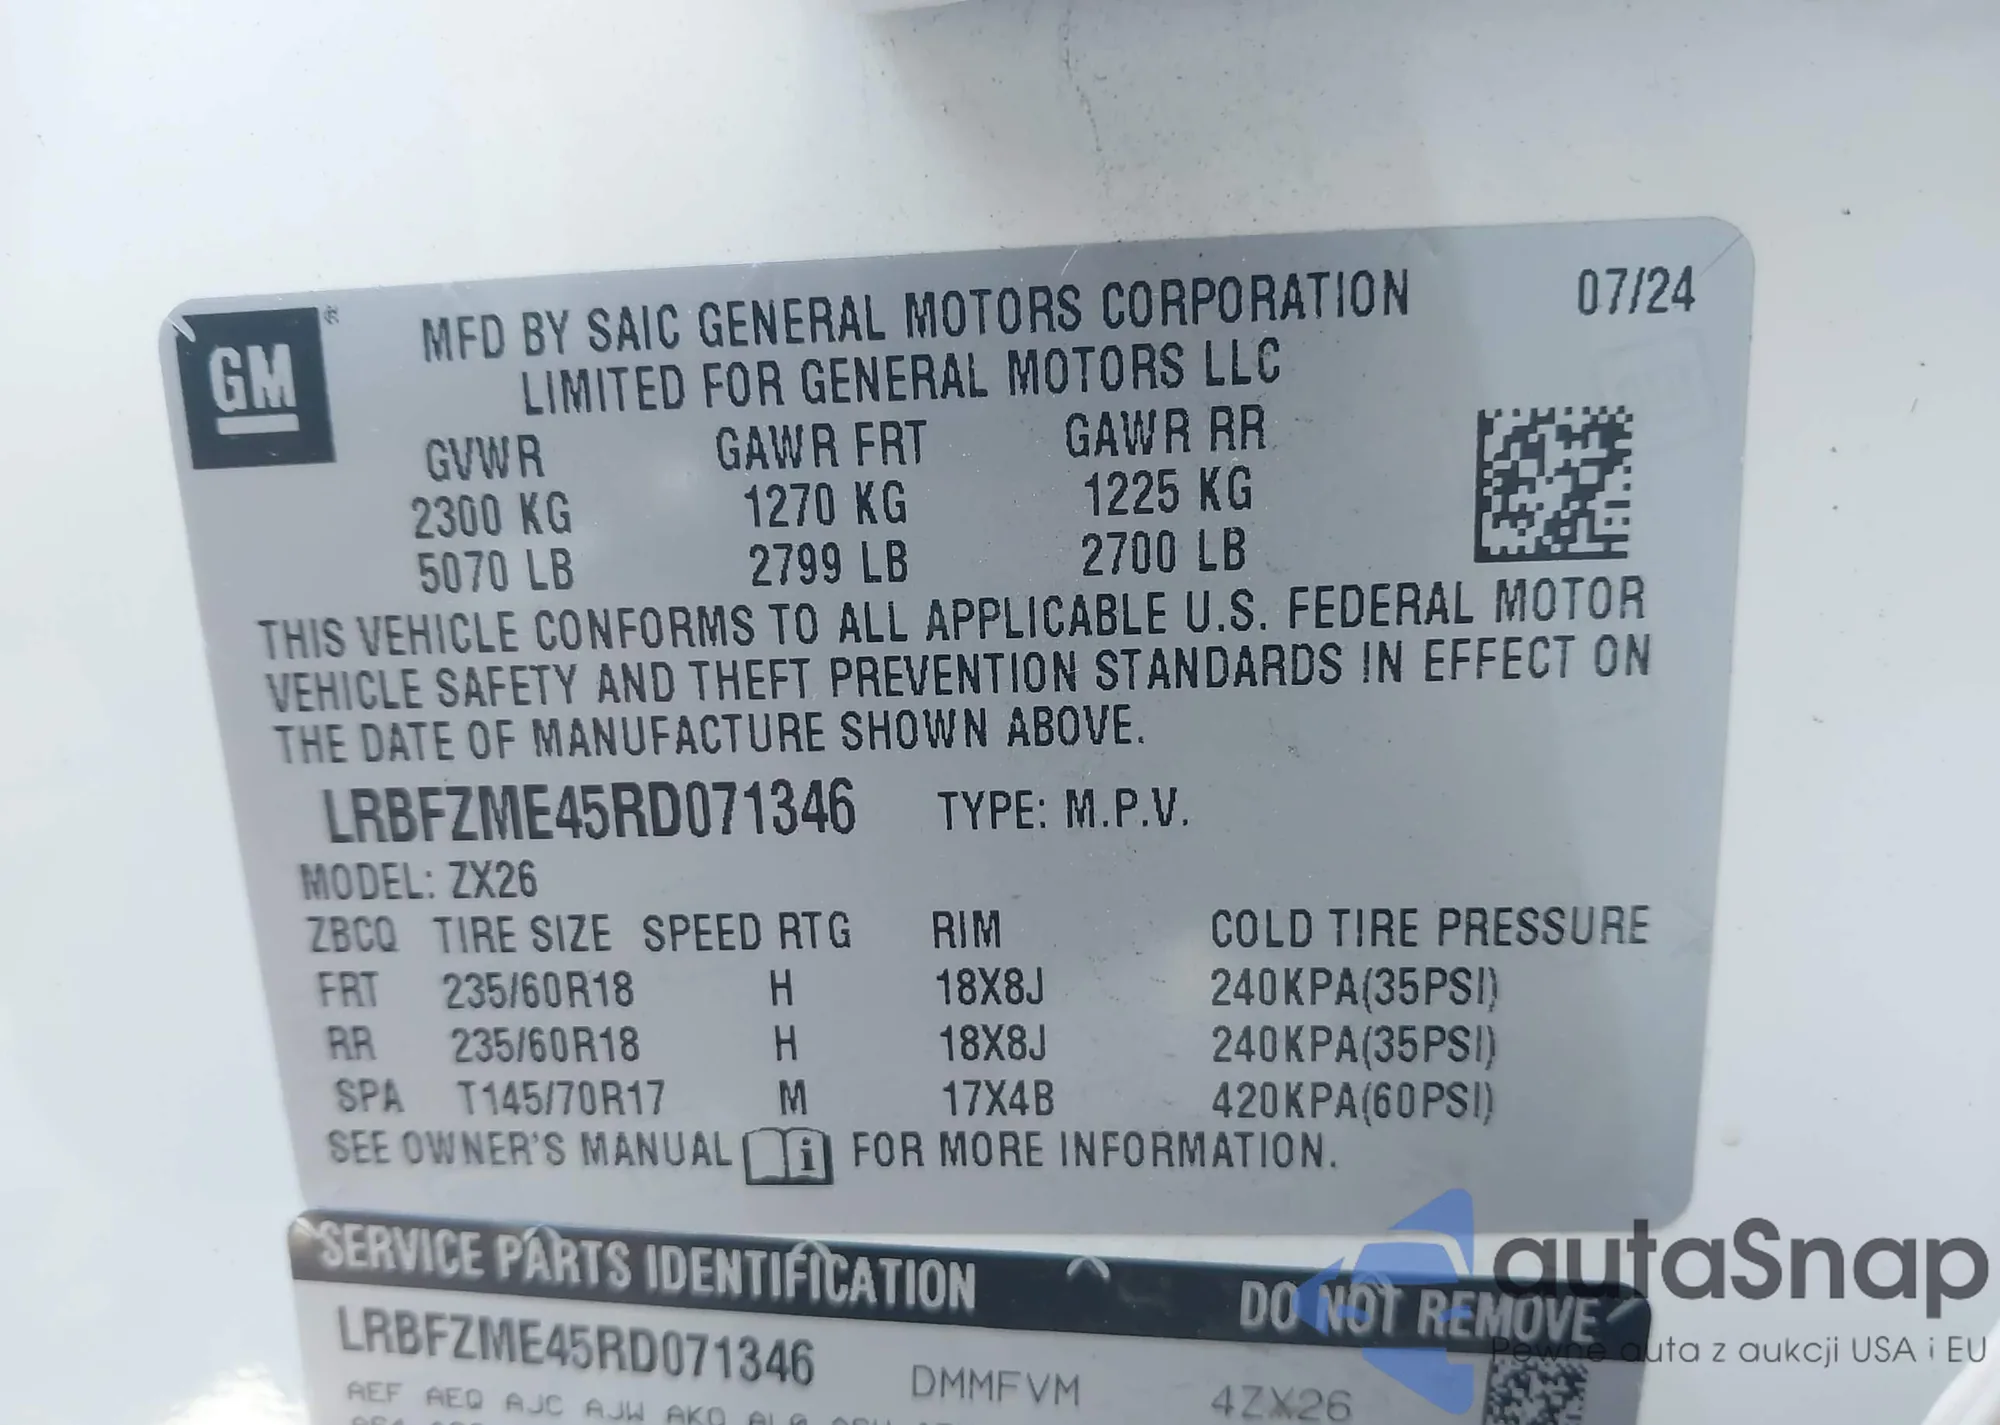 GM
MFD BY SAIC GENERAL MOTORS CORPORATION 07/24
LIMITED FOR GENERAL MOTORS LLC
GVWR GAWR FRT GAWR RR
2300 KG 1270 KG 1225 KG
5070 LB 2799 LB 2700 LB
THIS VEHICLE CONFORMS TO ALL APPLICABLE U.S. FEDERAL MOTOR
VEHICLE SAFETY AND THEFT PREVENTION STANDARDS IN EFFECT ON
THE DATE OF MANUFACTURE SHOWN ABOVE.
LRBFZME45RD071346 TYPE: M.P.V.
MODEL: ZX26
ZBCQ TIRE SIZE SPEED RTG RIM COLD TIRE PRESSURE
FRT 235/60R18 H 18X8J 240KPA(35PSI)
RR 235/60R18 H 18X8J 240KPA(35PSI)
SPA T145/70R17 M 17X4B 420KPA(60PSI)
SEE OWNER'S MANUAL i FOR MORE INFORMATION.
SERVICE PARTS IDENTIFICATION DO NOT REMOVE
LRBFZME45RD071346 DMMFVM 4ZX26
AEF AEQ AJC AJW AKO
autaSnap
Pewne auta z aukcji USA i EU